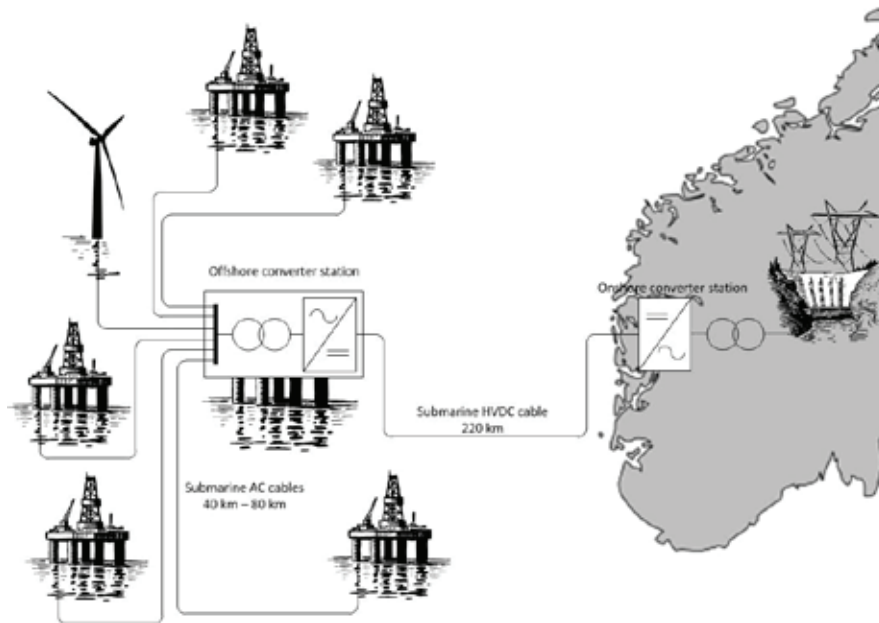 Offshore converter station
Onshore converter station
Submarine HVDC cable
220 km
Submarine AC cables
40 km – 80 km